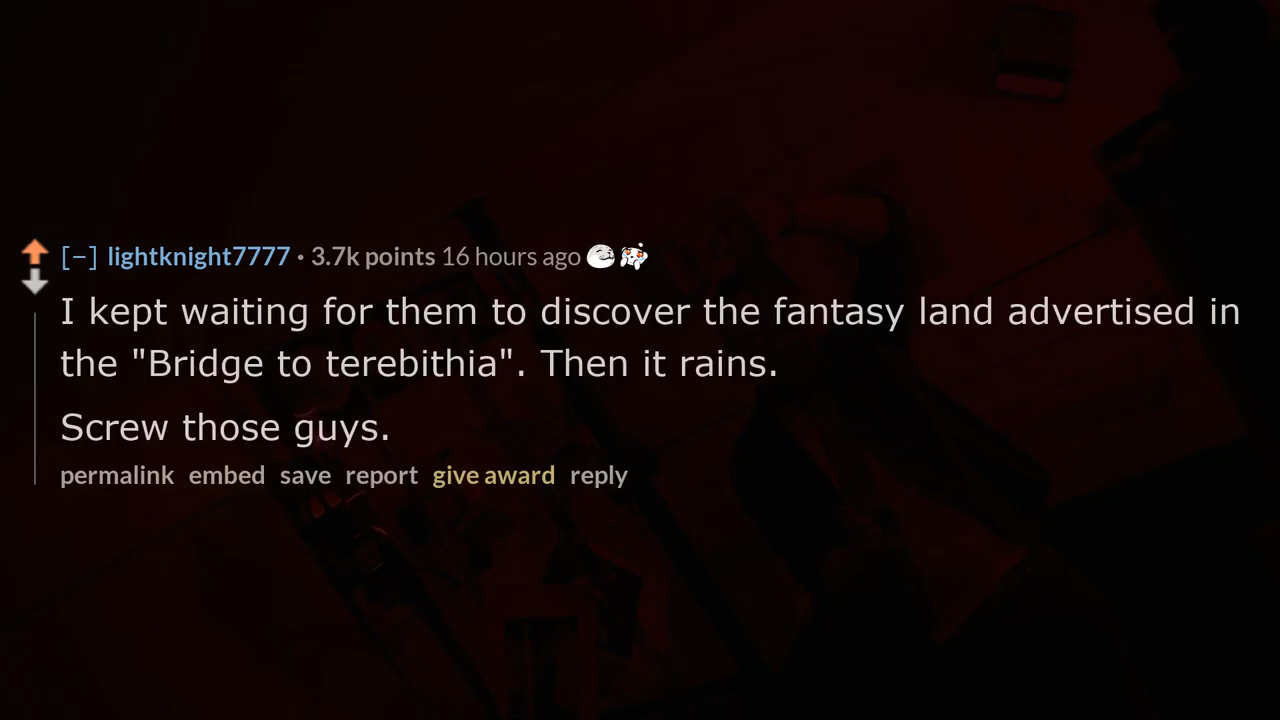 [–] lightknight7777 • 3.7k points 16 hours ago
I kept waiting for them to discover the fantasy land advertised in
the "Bridge to terebithia". Then it rains.
Screw those guys.
permalink embed save report give award reply